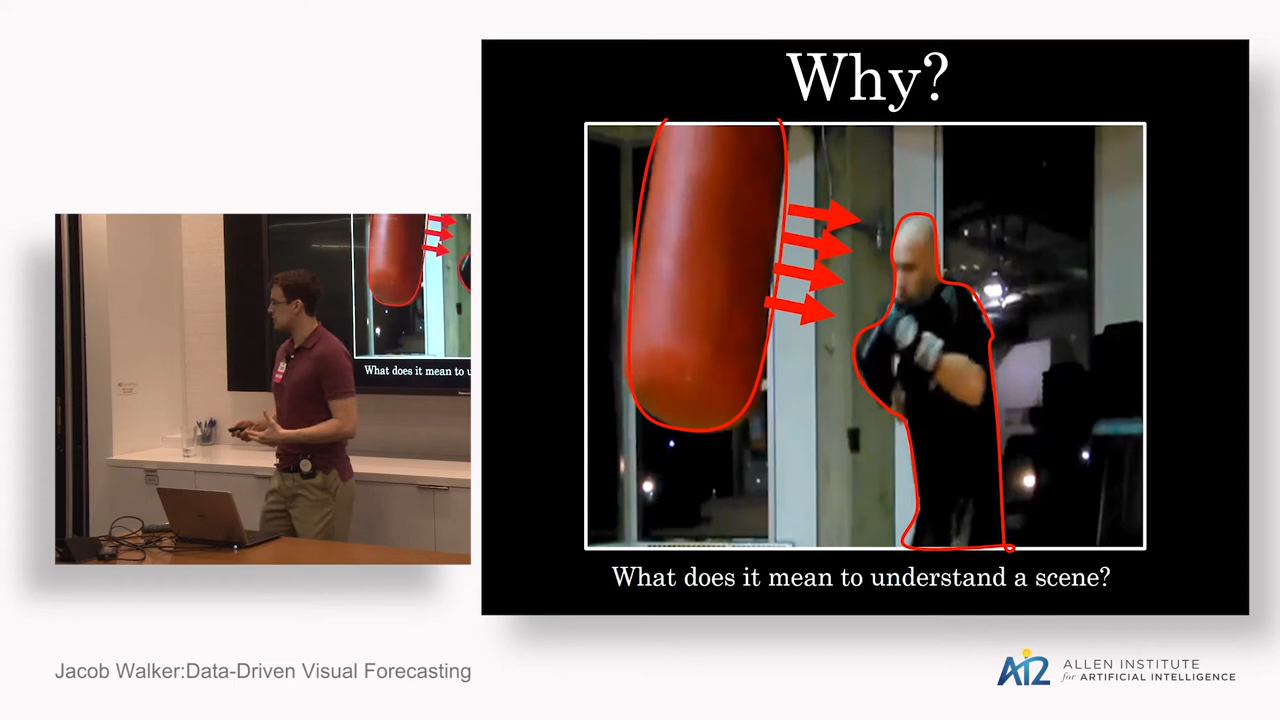 Why?
What does it mean to understand a scene?
What does it mean to u
Jacob Walker:Data-Driven Visual Forecasting
AI2 ALLEN INSTITUTE
for ARTIFICIAL INTELLIGENCE